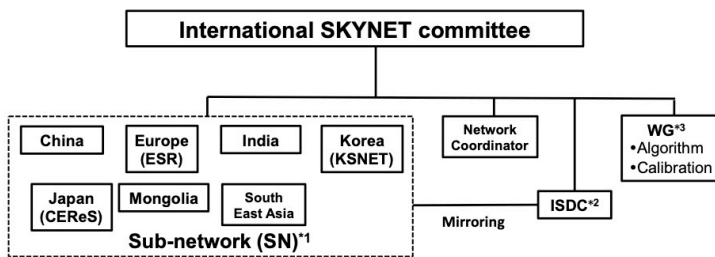 International SKYNET committee
China
Europe
(ESR)
India
Korea
(KSNET)
Network
Coordinator
WG*3
•Algorithm
•Calibration
Japan
(CEReS)
Mongolia
South
East Asia
ISDC*2
Mirroring
Sub-network (SN)*1